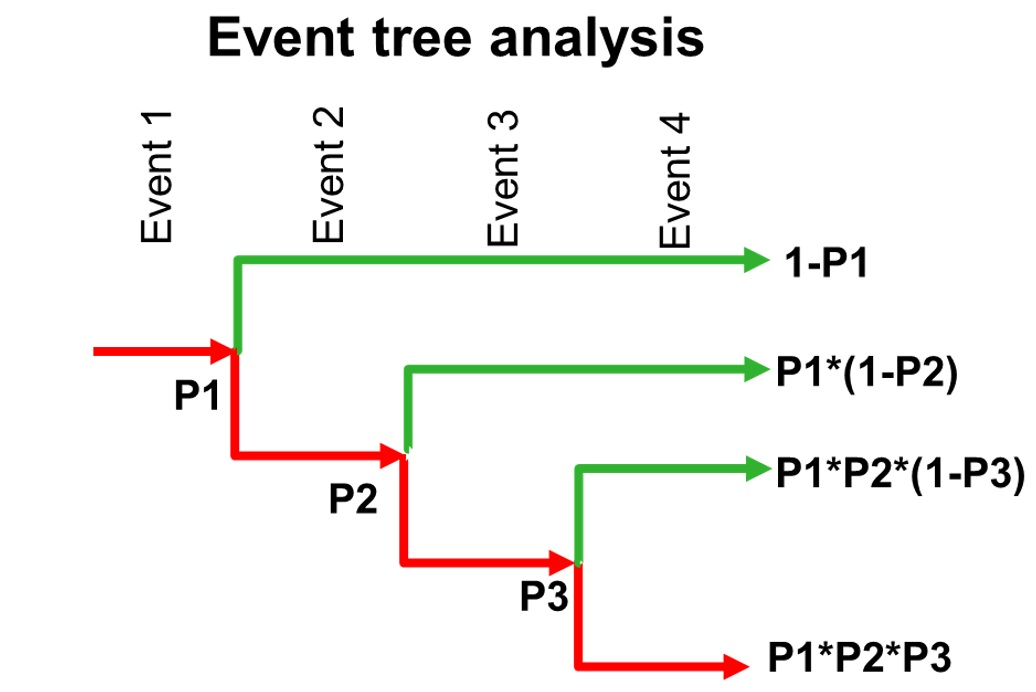 Event tree analysis
Event 1
Event 2
Event 3
Event 4
1-P1
P1
P1*(1-P2)
P2
P1*P2*(1-P3)
P3
P1*P2*P3